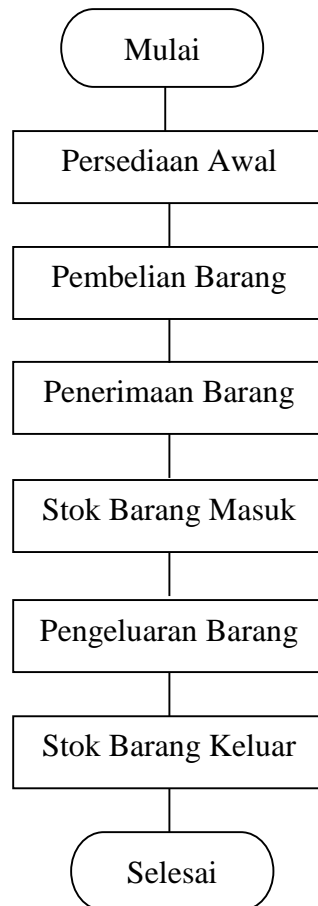 Mulai
Persediaan Awal
Pembelian Barang
Penerimaan Barang
Stok Barang Masuk
Pengeluaran Barang
Stok Barang Keluar
Selesai